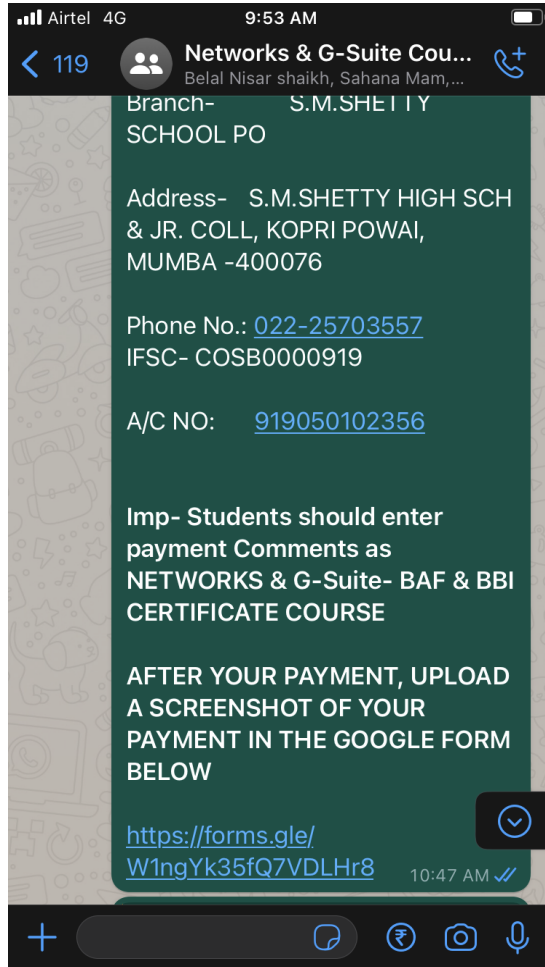 Airtel 4G 9:53 AM
119 Networks & G-Suite Cou...
Belal Nisar shaikh, Sahana Mam,...
Branch- S.M.SHETTY
SCHOOL PO
Address- S.M.SHETTY HIGH SCH
& JR. COLL, KOPRI POWAI,
MUMBA -400076
Phone No.: 022-25703557
IFSC- COSB0000919
A/C NO: 919050102356
Imp- Students should enter
payment Comments as
NETWORKS & G-Suite- BAF & BBI
CERTIFICATE COURSE
AFTER YOUR PAYMENT, UPLOAD
A SCREENSHOT OF YOUR
PAYMENT IN THE GOOGLE FORM
BELOW
https://forms.gle/
W1ngYk35fQ7VDLHr8 10:47 AM